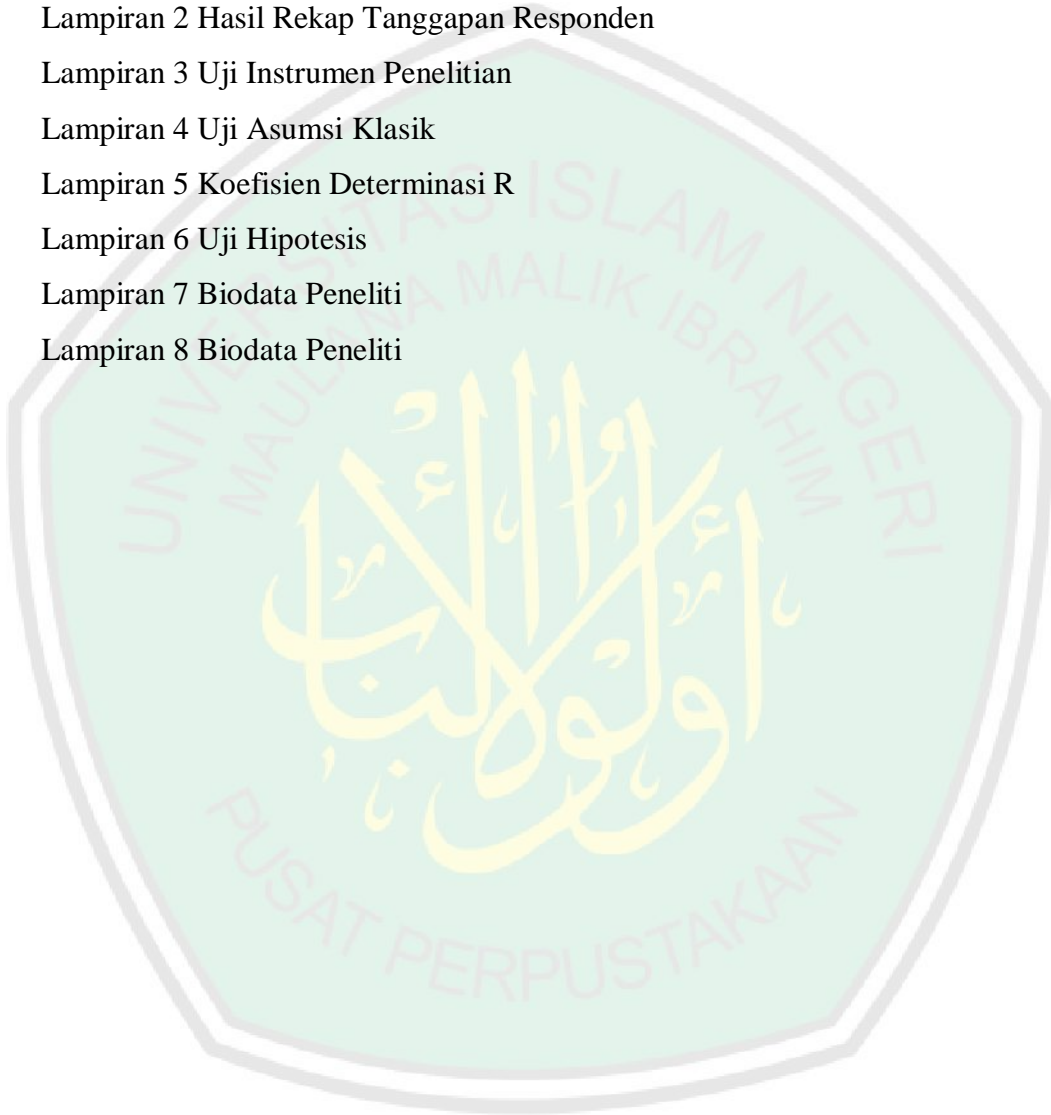 Lampiran 2 Hasil Rekap Tanggapan Responden
Lampiran 3 Uji Instrumen Penelitian
Lampiran 4 Uji Asumsi Klasik
Lampiran 5 Koefisien Determinasi R
Lampiran 6 Uji Hipotesis
Lampiran 7 Biodata Peneliti
Lampiran 8 Biodata Peneliti
UNIVERSITAS ISLAM NEGERI
MAULANA MALIK IBRAHIM
أولو الألباب
PUSAT PERPUSTAKAAN